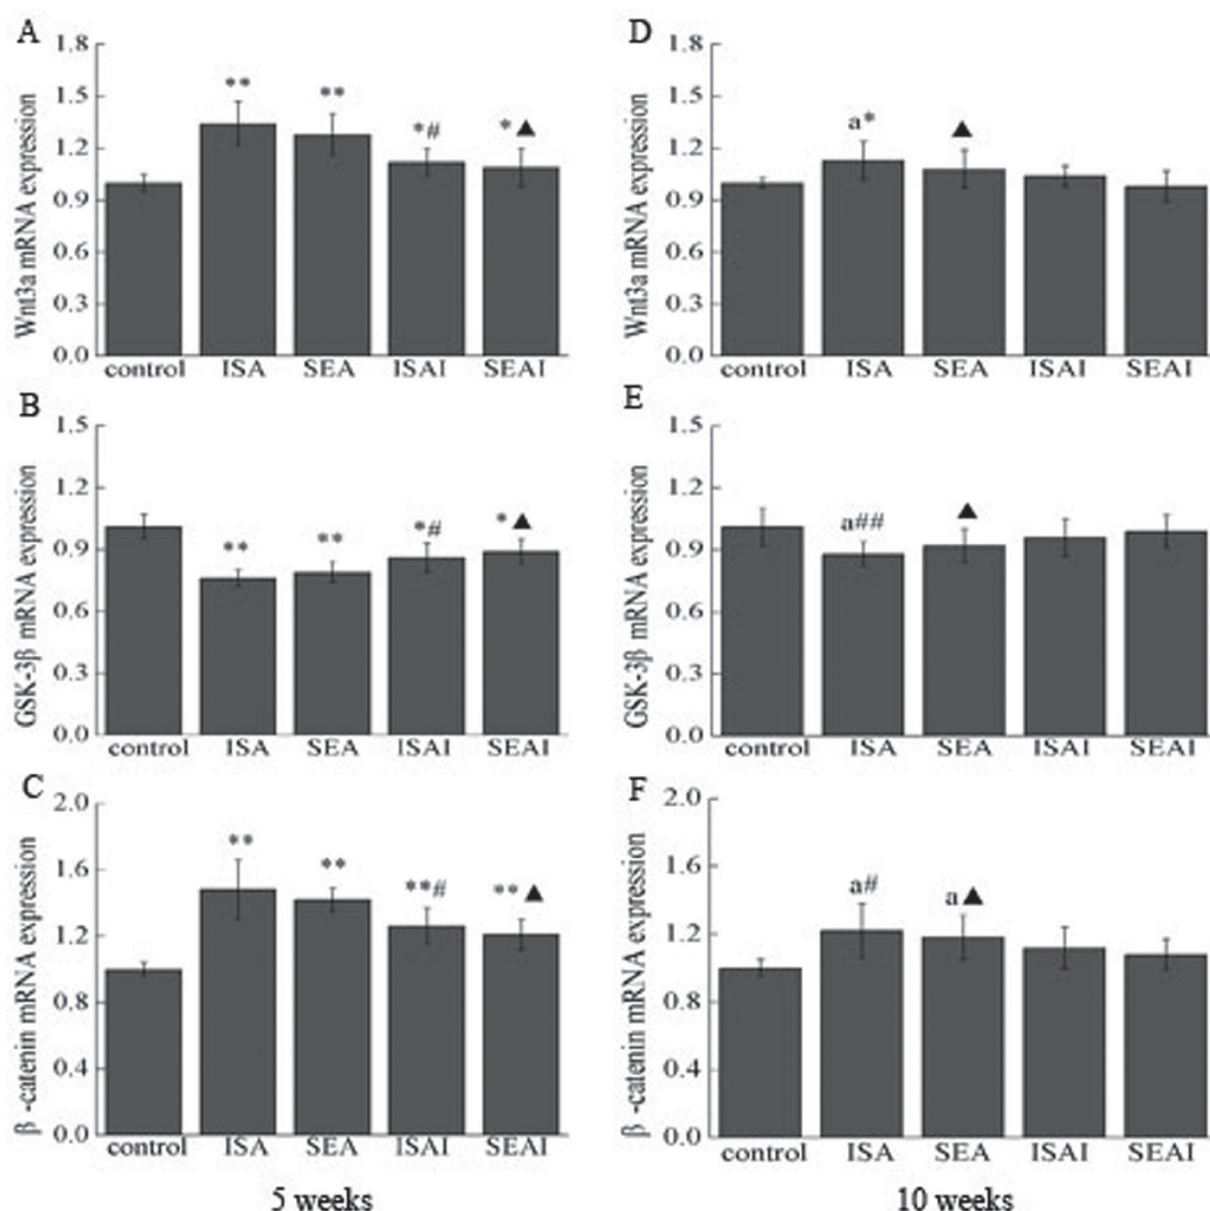 A
Wnt3a mRNA expression
1.8
1.5
1.2
0.9
0.6
0.3
0.0
** ** *# *▲
control ISA SEA ISAI SEAI
D
Wnt3a mRNA expression
1.8
1.5
1.2
0.9
0.6
0.3
0.0
a* ▲
control ISA SEA ISAI SEAI
B
GSK-3β mRNA expression
1.5
1.2
0.9
0.6
0.3
0.0
** ** *# *▲
control ISA SEA ISAI SEAI
E
GSK-3β mRNA expression
1.5
1.2
0.9
0.6
0.3
0.0
a## ▲
control ISA SEA ISAI SEAI
C
β -catenin mRNA expression
2.0
1.6
1.2
0.8
0.4
0.0
** ** **# **▲
control ISA SEA ISAI SEAI
5 weeks
F
β -catenin mRNA expression
2.0
1.6
1.2
0.8
0.4
0.0
a# a▲
control ISA SEA ISAI SEAI
10 weeks